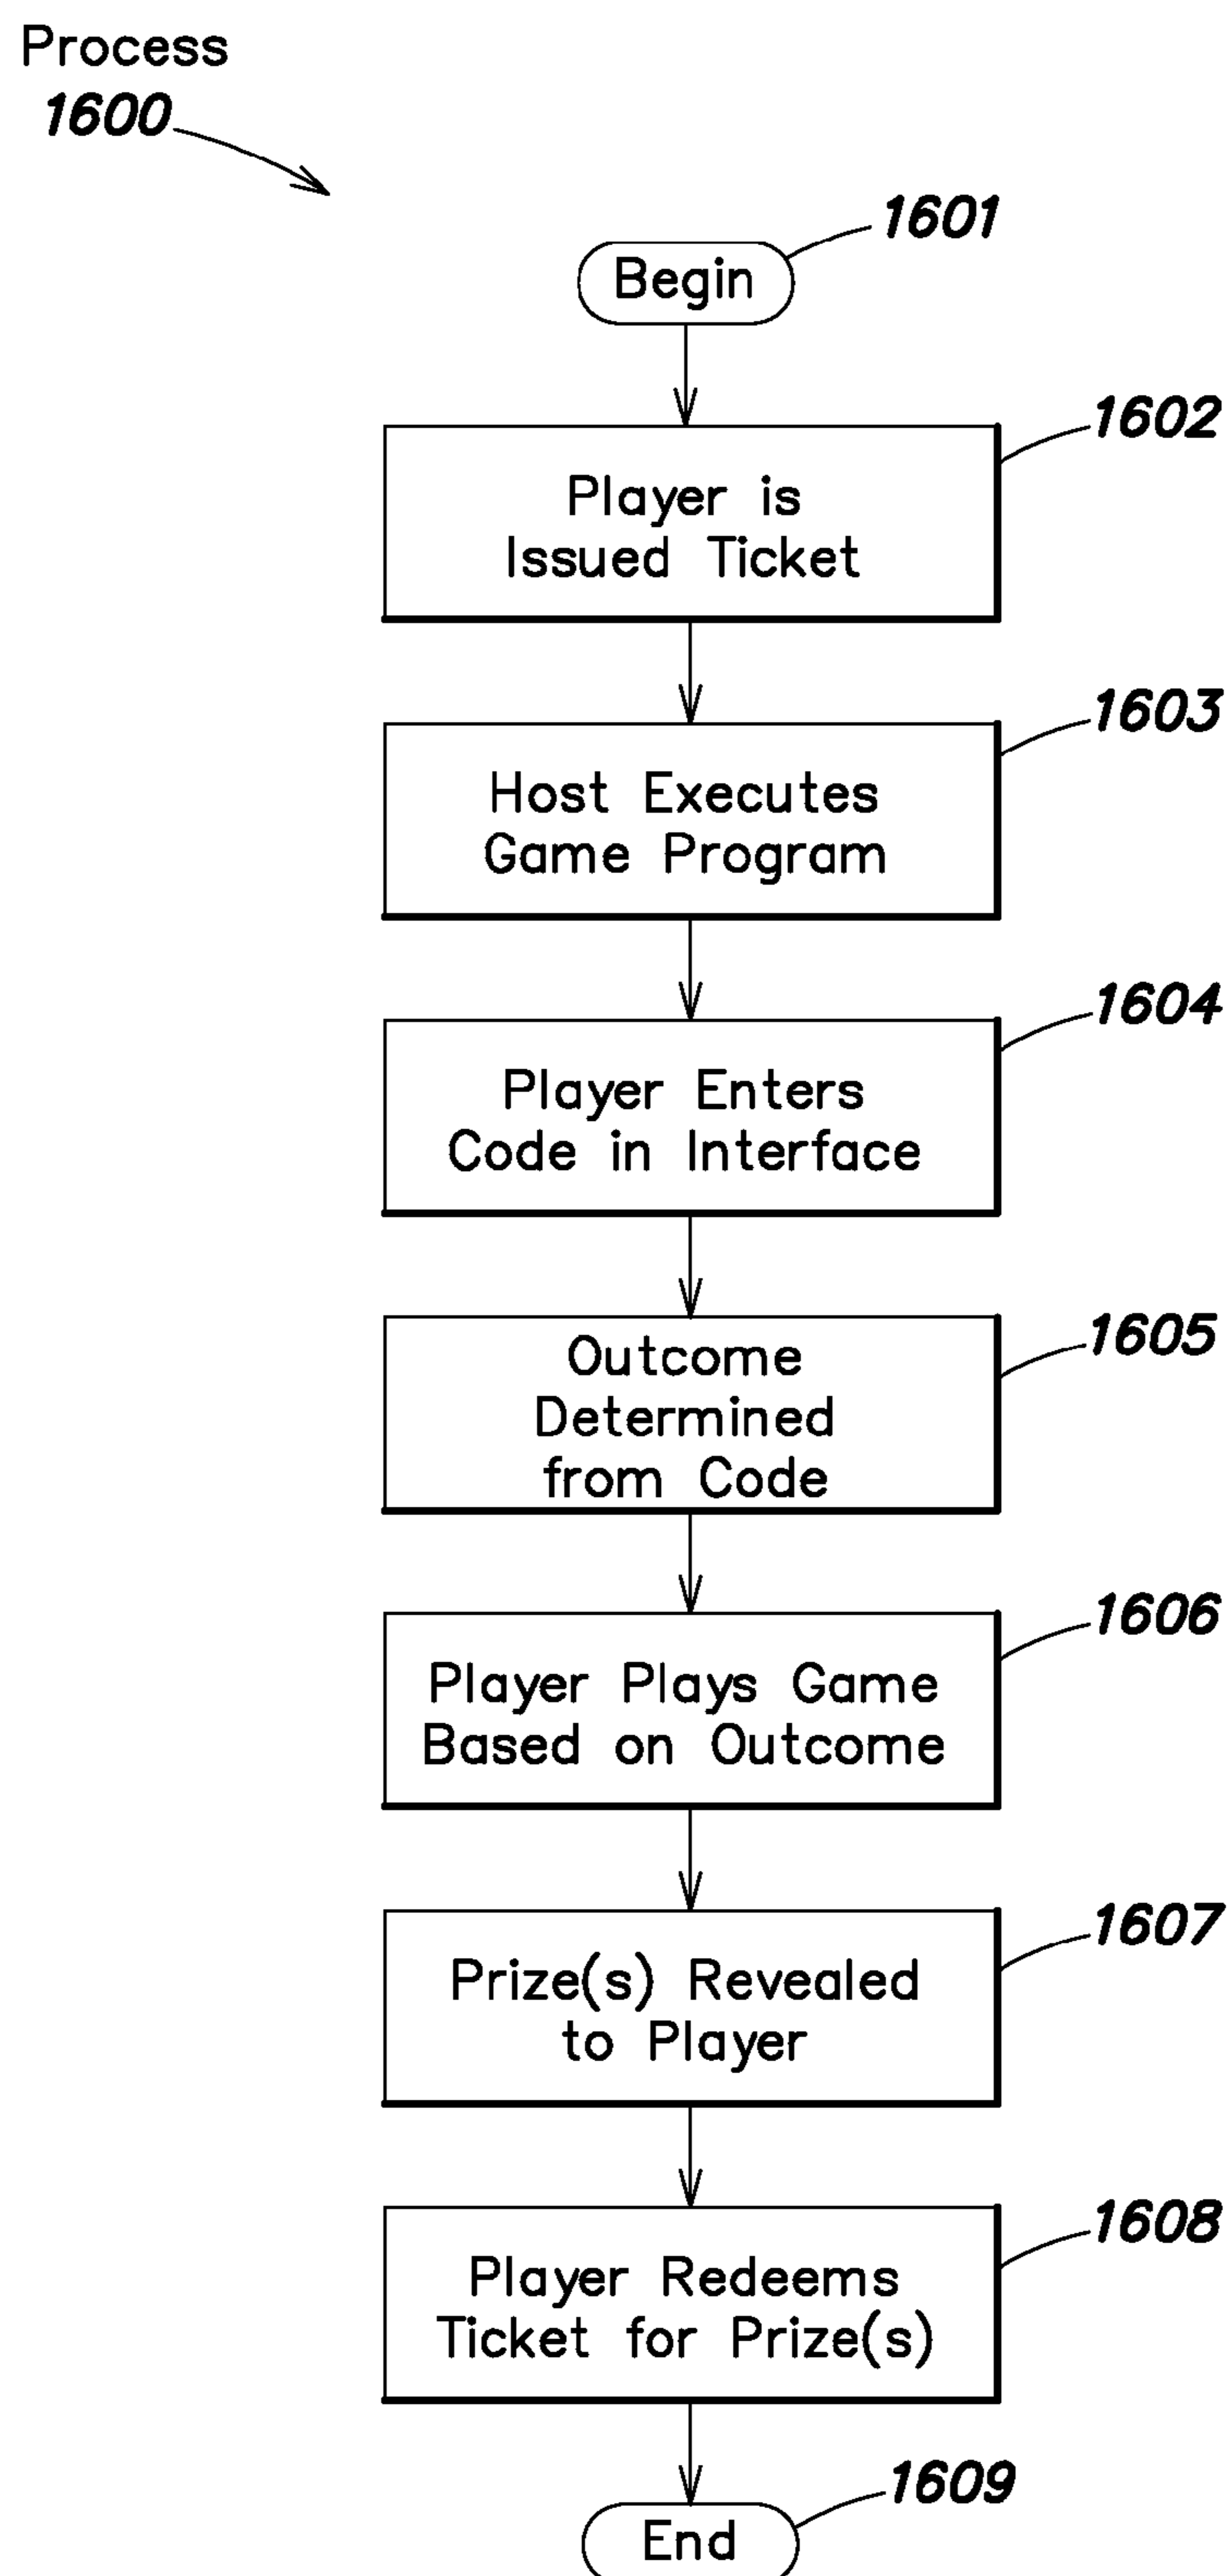 Process
1600
1601
Begin
1602
Player is
Issued Ticket
1603
Host Executes
Game Program
1604
Player Enters
Code in Interface
1605
Outcome
Determined
from Code
1606
Player Plays Game
Based on Outcome
1607
Prize(s) Revealed
to Player
1608
Player Redeems
Ticket for Prize(s)
1609
End